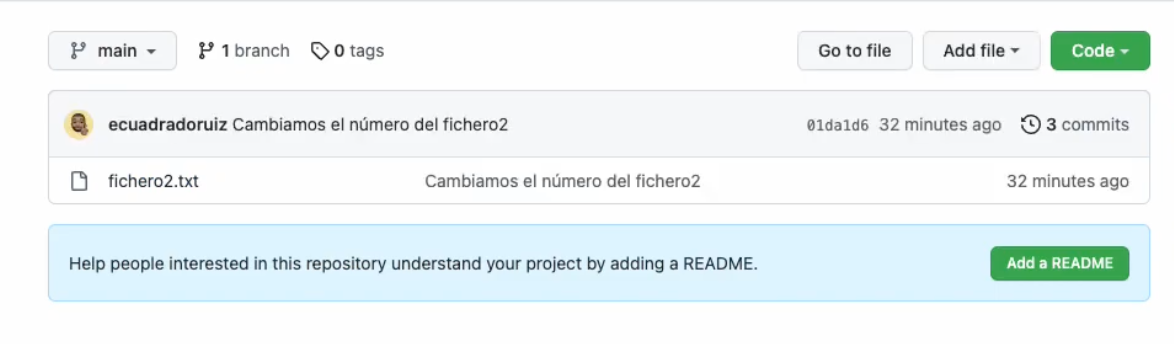 main 1 branch 0 tags Go to file Add file Code
ecuadradoruiz Cambiamos el número del fichero2 01da1d6 32 minutes ago 3 commits
fichero2.txt Cambiamos el número del fichero2 32 minutes ago
Help people interested in this repository understand your project by adding a README. Add a README